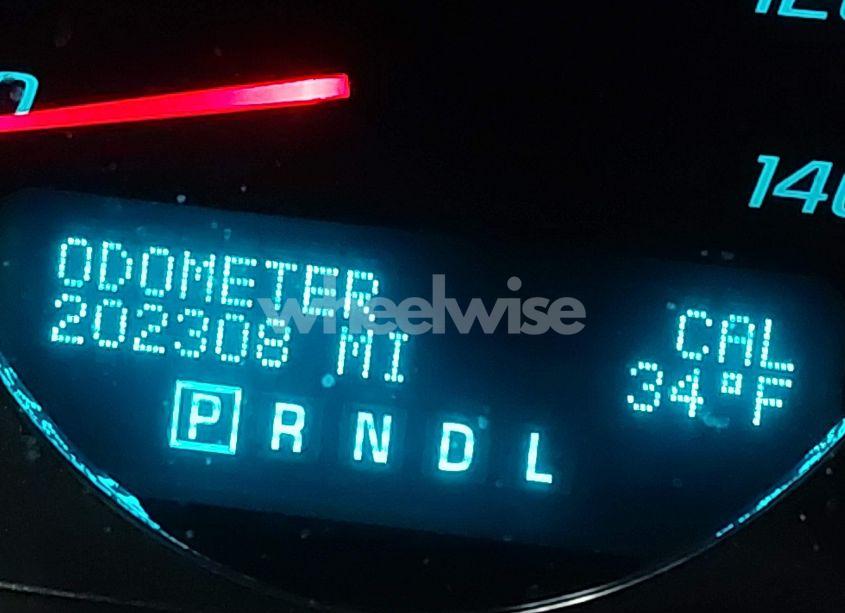 120
140
ODOMETER
202308 MI
CAL
34°F
P R N D L
wheelwise